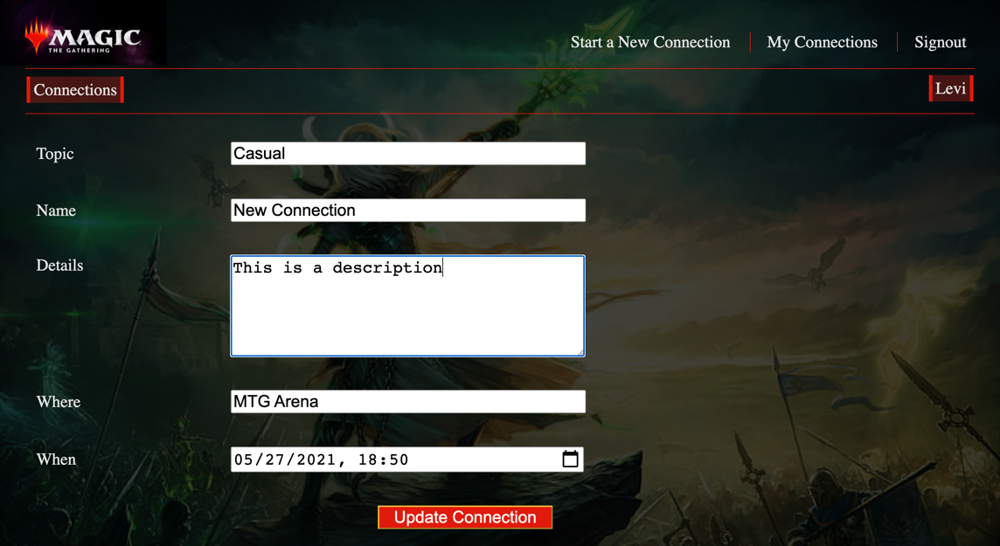 MAGIC
THE GATHERING
Start a New Connection
My Connections
Signout
Connections
Levi
Topic
Casual
Name
New Connection
Details
This is a description
Where
MTG Arena
When
05/27/2021, 18:50
Update Connection